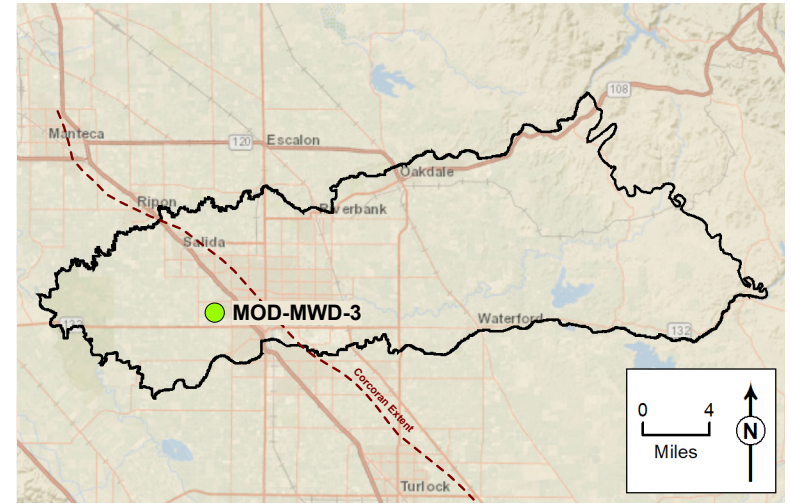 108
Manteca
120
Escalon
Oakdale
Ripon
Riverbank
Salida
MOD-MWD-3
132
Waterford
132
Corcoran Extent
0 4
Miles
N
Turlock